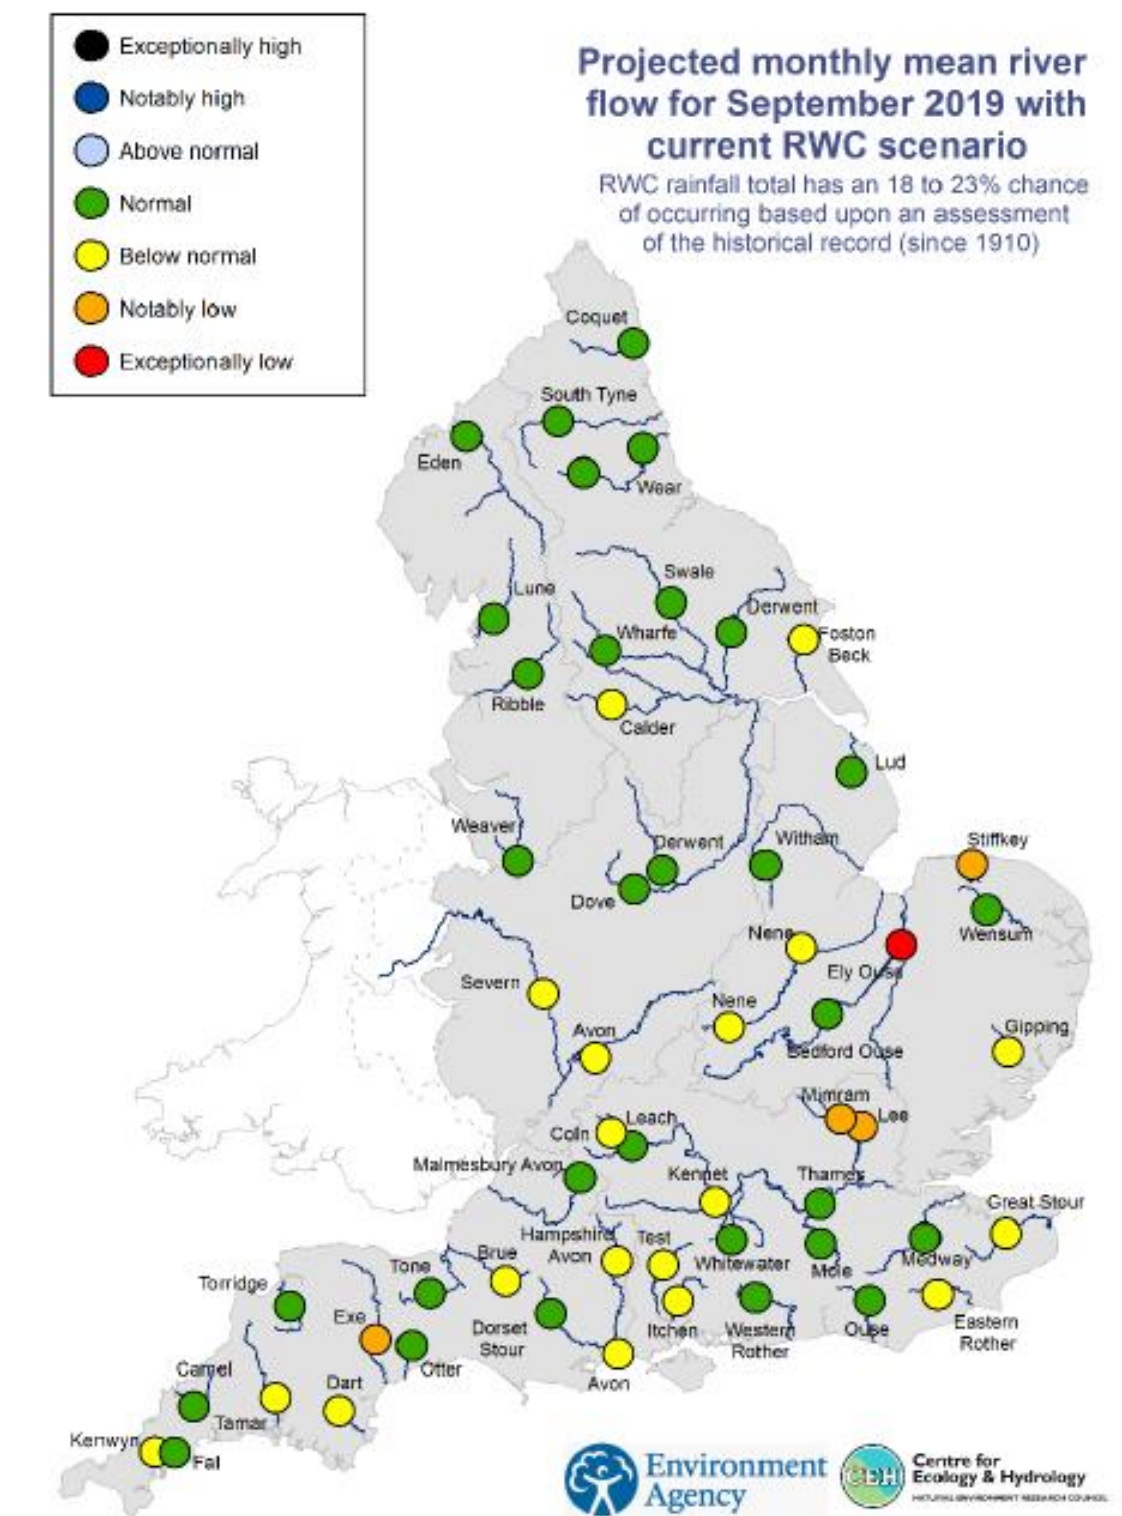 Exceptionally high
Notably high
Above normal
Normal
Below normal
Notably low
Exceptionally low
Projected monthly mean river
flow for September 2019 with
current RWC scenario
RWC rainfall total has an 18 to 23% chance
of occurring based upon an assessment
of the historical record (since 1910)
Coquet
South Tyne
Eden
Wear
Swale
Lune
Derwent
Wharfe
Foston
Beck
Ribble
Calder
Lud
Weaver
Derwent
Witham
Stiffkey
Dove
Nene
Wensum
Ely Ouse
Severn
Nene
Avon
Gipping
Bedford Ouse
Mimram
Lee
Leach
Coln
Malmesbury Avon
Kennet
Thames
Great Stour
Hampshire
Avon
Test
Brue
Whitewater
Medway
Mole
Tone
Torridge
Exe
Dorset
Stour
Itchen
Western
Rother
Ouse
Eastern
Rother
Otter
Camel
Dart
Avon
Tamar
Kenwyn
Fal
Environment
Agency
CEH
Centre for
Ecology & Hydrology
NATURAL ENVIRONMENT RESEARCH COUNCIL